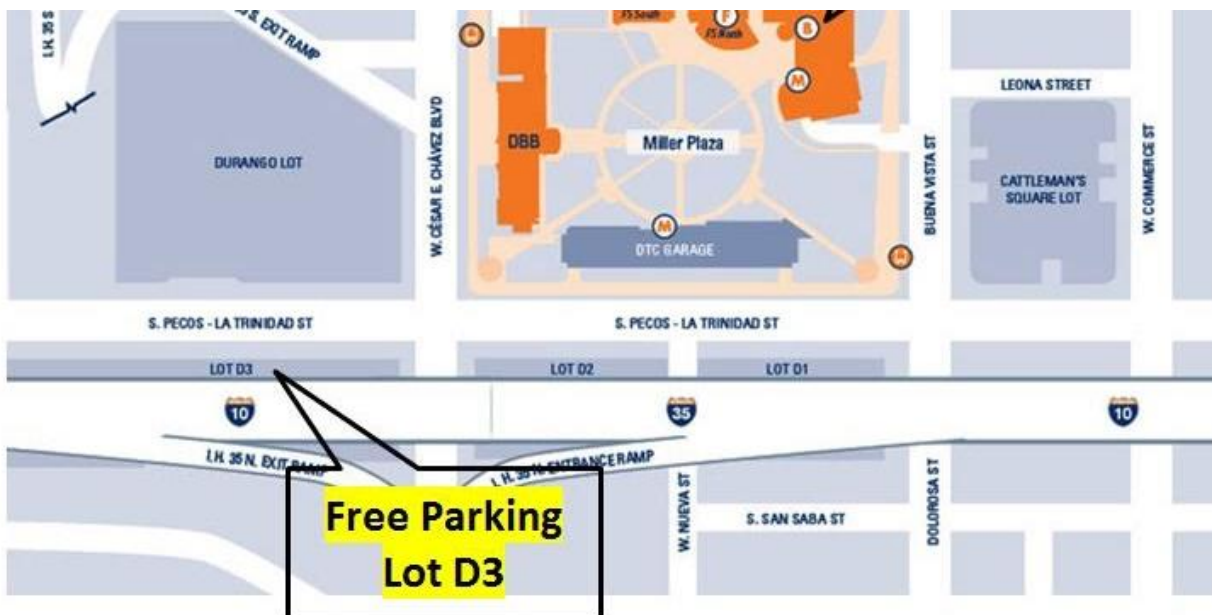 I.H. 35 S.
S. EXIT RAMP
FS South
F
FS North
B
M
LEONA STREET
DURANGO LOT
W. CÉSAR E. CHÁVEZ BLVD
DBB
Miller Plaza
BUENA VISTA ST
CATTLEMAN'S
SQUARE LOT
W. COMMERCE ST
M
DTC GARAGE
S. PECOS - LA TRINIDAD ST
S. PECOS - LA TRINIDAD ST
LOT D3
LOT D2
LOT D1
10
35
10
I.H. 35 N. EXIT RAMP
I. H. 35 N. ENTRANCE RAMP
W. NUEVA ST
S. SAN SABA ST
DOLOROSA ST
Free Parking
Lot D3